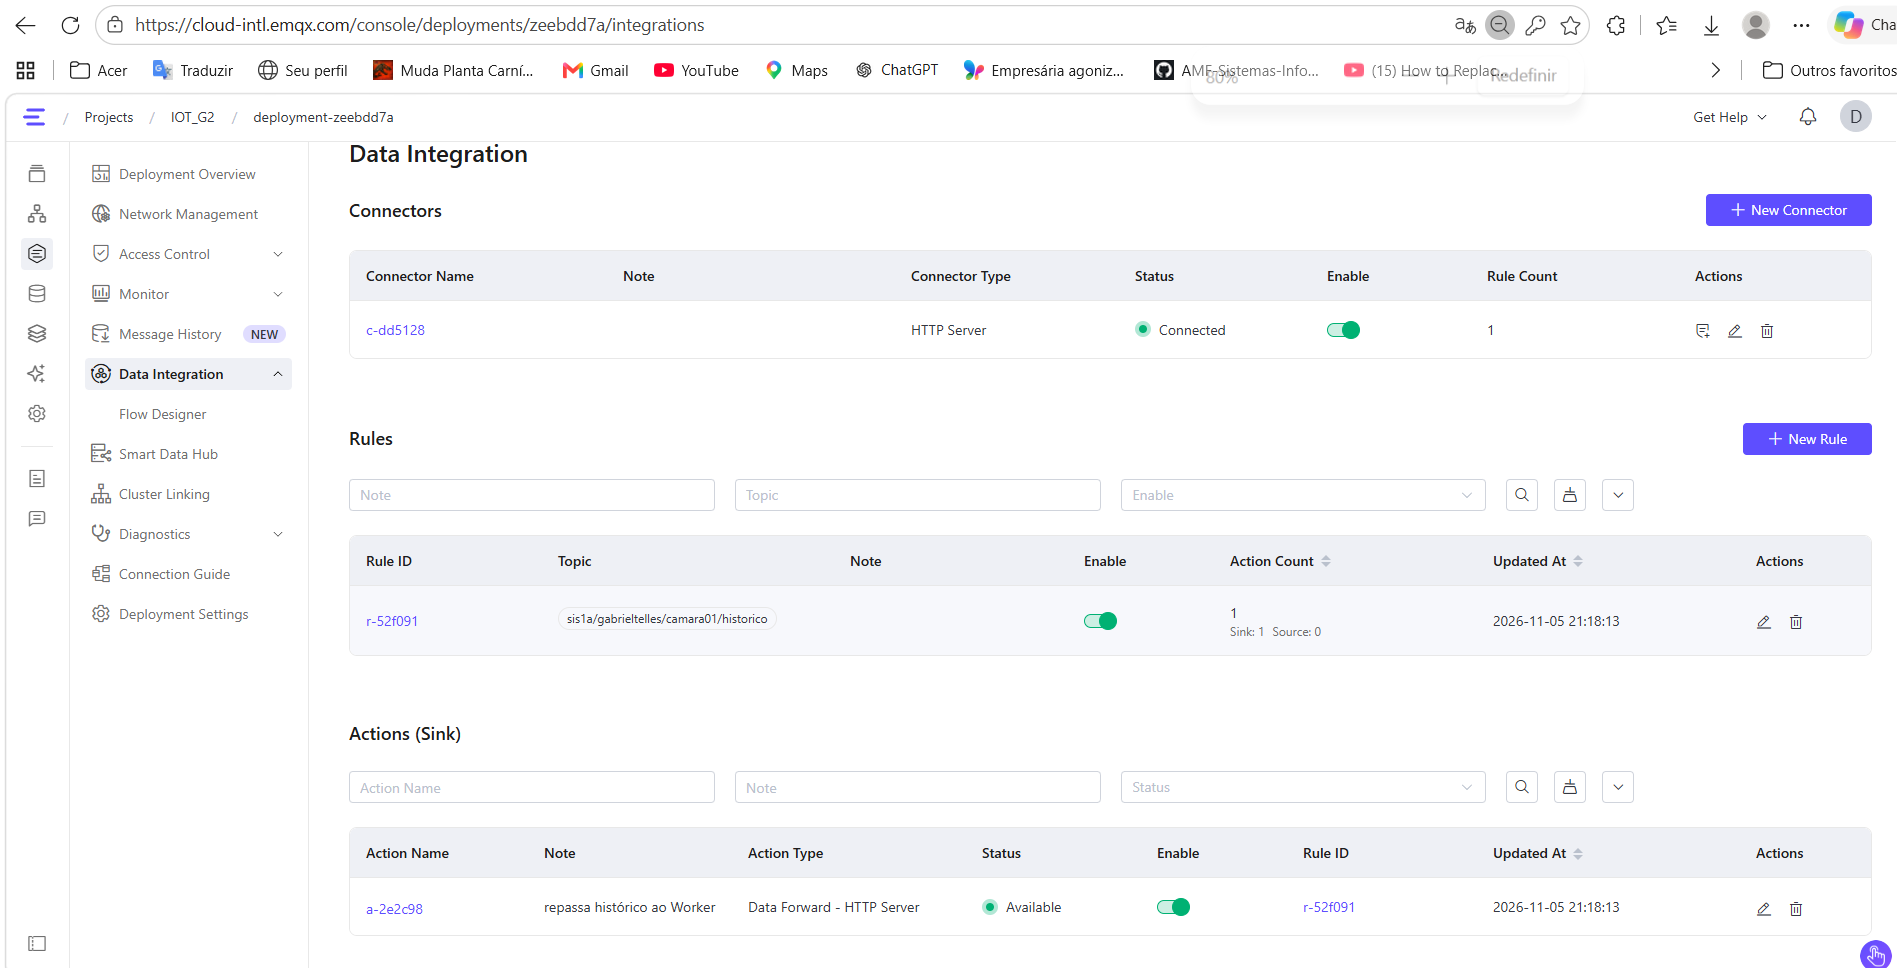 https://cloud-intl.emqx.com/console/deployments/zeebdd7a/integrations
Cha
Acer Traduzir Seu perfil Muda Planta Carní... Gmail YouTube Maps ChatGPT Empresária agoniz... AMF-Sistemas-Info... (15) How to Replac... Outros favoritos
80% Redefinir
/ Projects / IOT_G2 / deployment-zeebdd7a
Get Help
D
Deployment Overview
Network Management
Access Control
Monitor
Message History NEW
Data Integration
Flow Designer
Smart Data Hub
Cluster Linking
Diagnostics
Connection Guide
Deployment Settings
Data Integration
Connectors
+ New Connector
Connector Name Note Connector Type Status Enable Rule Count Actions
c-dd5128 HTTP Server Connected 1
Rules
+ New Rule
Note Topic Enable
Rule ID Topic Note Enable Action Count Updated At Actions
r-52f091 sis1a/gabrieltelles/camara01/historico 1 2026-11-05 21:18:13
Sink: 1 Source: 0
Actions (Sink)
Action Name Note Status
Action Name Note Action Type Status Enable Rule ID Updated At Actions
a-2e2c98 repassa histórico ao Worker Data Forward - HTTP Server Available r-52f091 2026-11-05 21:18:13